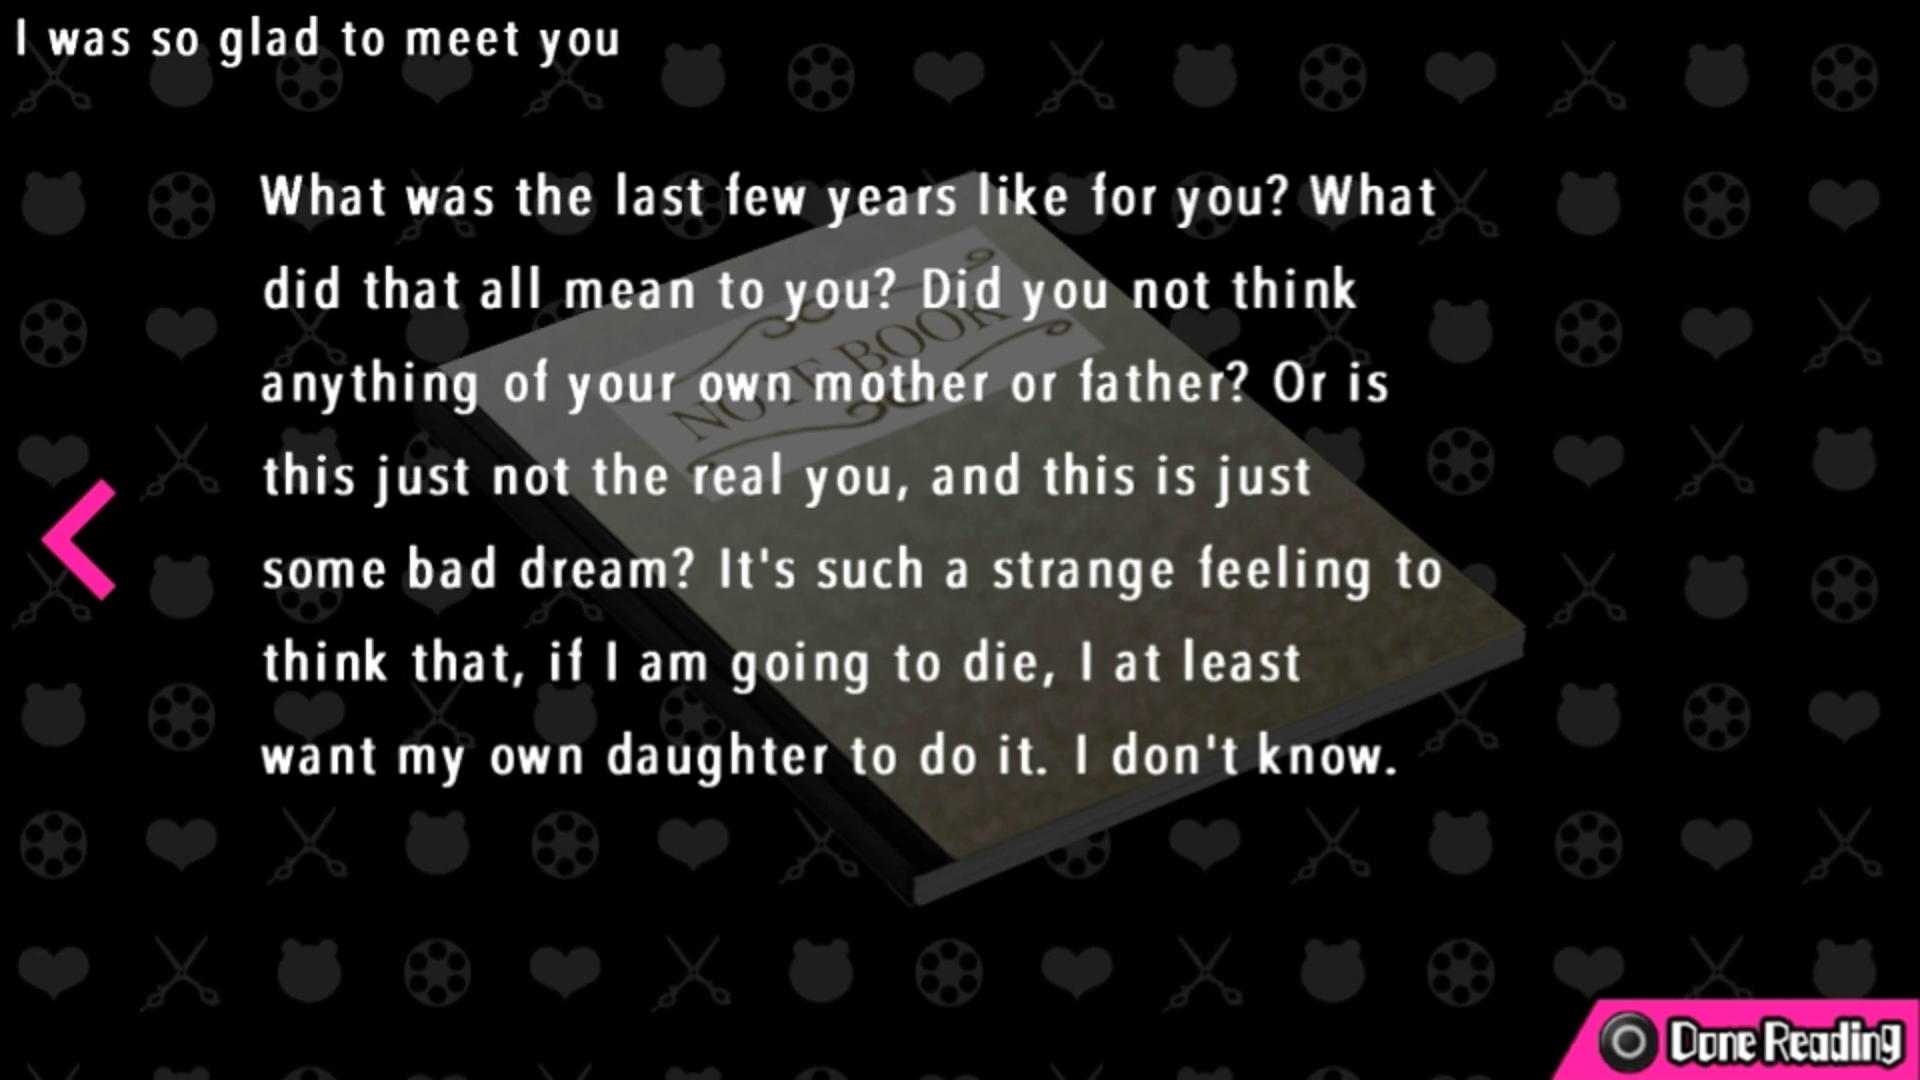 I was so glad to meet you
What was the last few years like for you? What
did that all mean to you? Did you not think
anything of your own mother or father? Or is
this just not the real you, and this is just
some bad dream? It's such a strange feeling to
think that, if I am going to die, I at least
want my own daughter to do it. I don't know.
NOTE BOOK
Done Reading